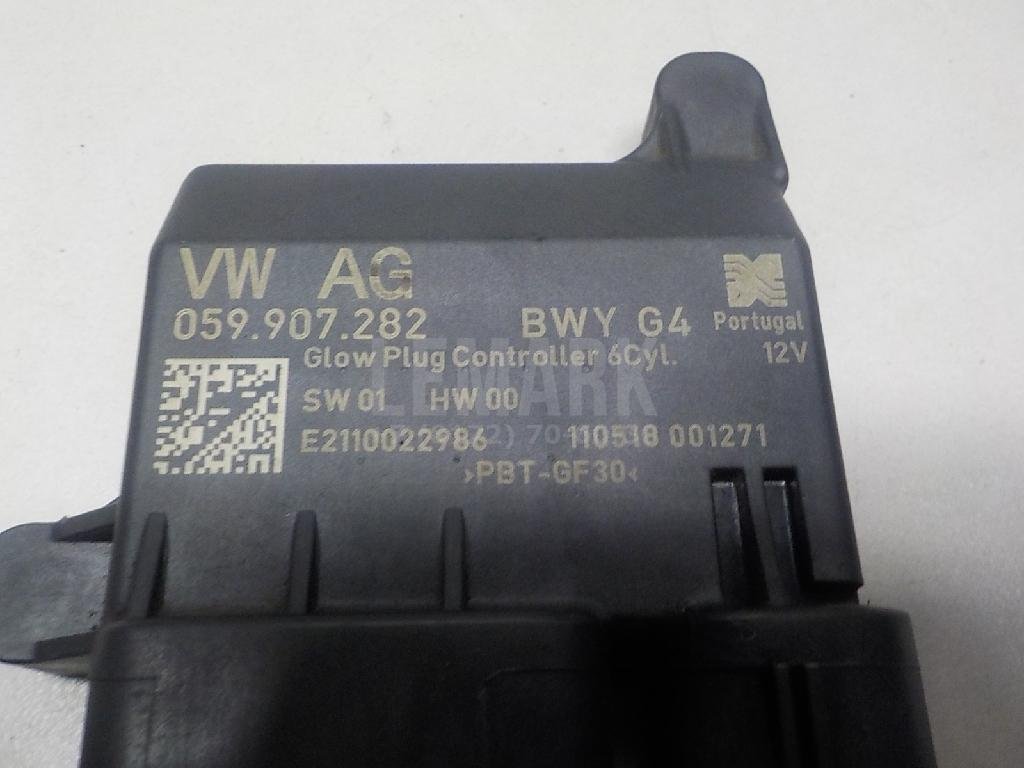 VW AG
059.907.282 BWY G4 Portugal
Glow Plug Controller 6Cyl. 12V
SW 01 HW 00
E2110022986 110518 001271
>PBT-GF30<
LEMARK